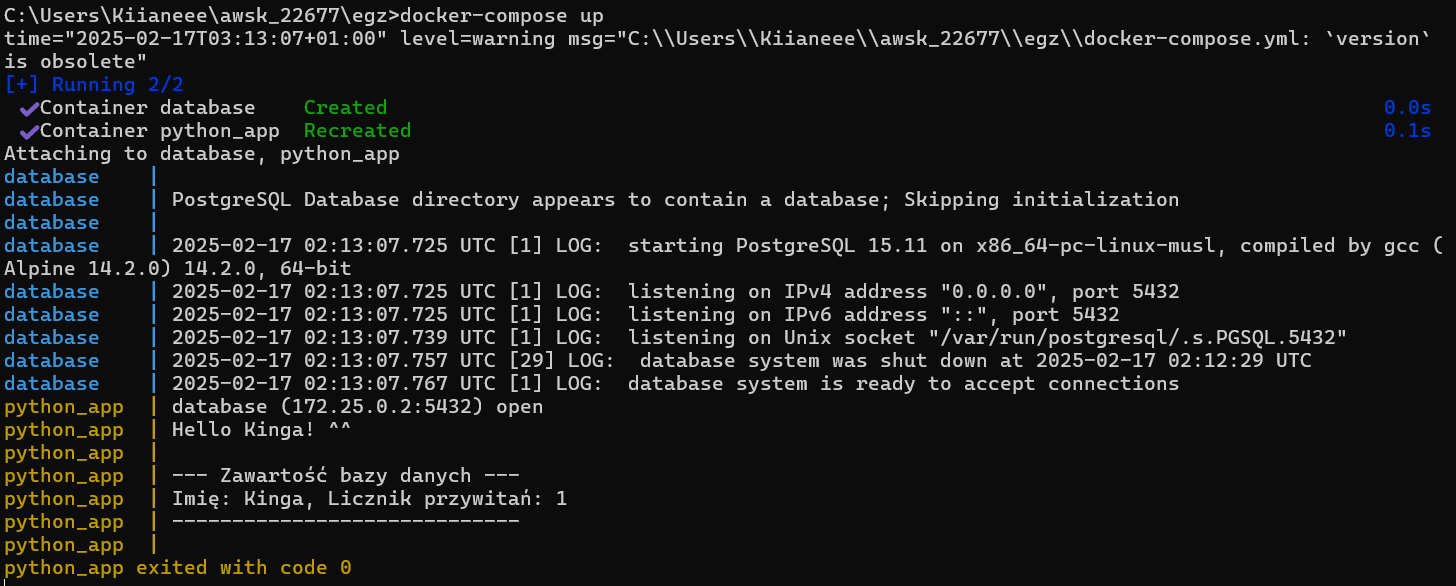 C:\Users\Kiianeee\awsk_22677\egz>docker-compose up
time="2025-02-17T03:13:07+01:00" level=warning msg="C:\\Users\\Kiianeee\\awsk_22677\\egz\\docker-compose.yml: `version`
is obsolete"
[+] Running 2/2
✔Container database    Created    0.0s
✔Container python_app  Recreated    0.1s
Attaching to database, python_app
database    |
database    | PostgreSQL Database directory appears to contain a database; Skipping initialization
database    |
database    | 2025-02-17 02:13:07.725 UTC [1] LOG:  starting PostgreSQL 15.11 on x86_64-pc-linux-musl, compiled by gcc (
Alpine 14.2.0) 14.2.0, 64-bit
database    | 2025-02-17 02:13:07.725 UTC [1] LOG:  listening on IPv4 address "0.0.0.0", port 5432
database    | 2025-02-17 02:13:07.725 UTC [1] LOG:  listening on IPv6 address "::", port 5432
database    | 2025-02-17 02:13:07.739 UTC [1] LOG:  listening on Unix socket "/var/run/postgresql/.s.PGSQL.5432"
database    | 2025-02-17 02:13:07.757 UTC [29] LOG:  database system was shut down at 2025-02-17 02:12:29 UTC
database    | 2025-02-17 02:13:07.767 UTC [1] LOG:  database system is ready to accept connections
python_app  | database (172.25.0.2:5432) open
python_app  | Hello Kinga! ^^
python_app  |
python_app  | --- Zawartość bazy danych ---
python_app  | Imię: Kinga, Licznik przywitań: 1
python_app  | -----------------------------
python_app  |
python_app exited with code 0